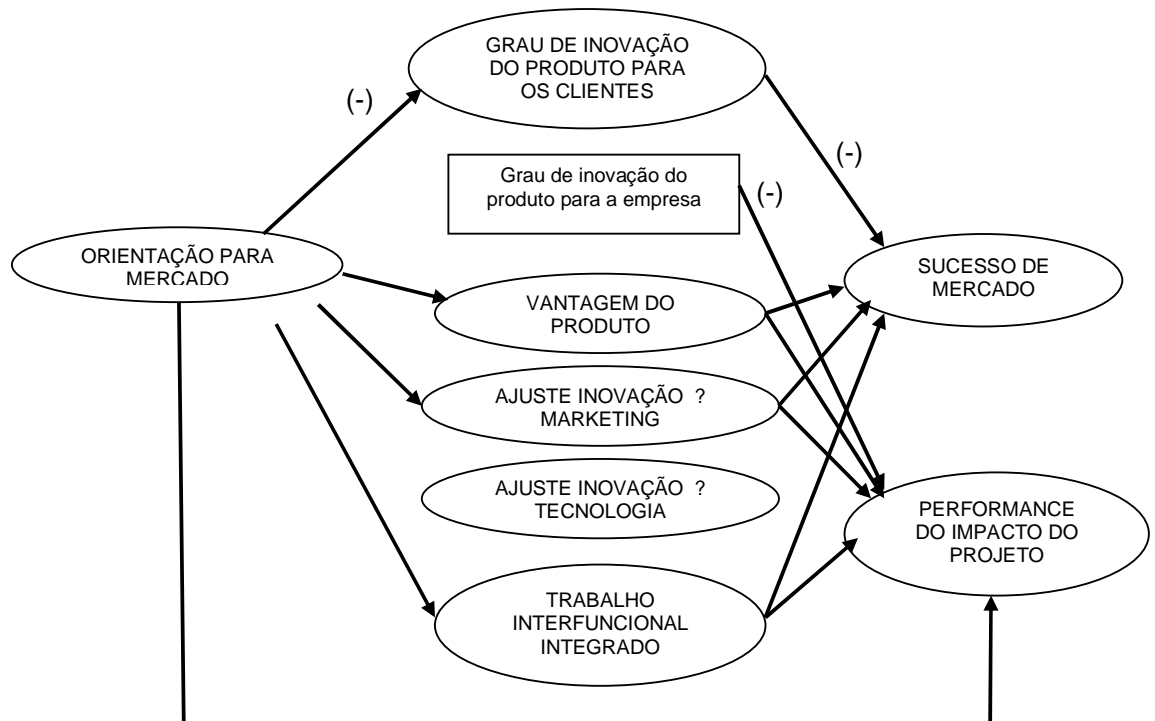 GRAU DE INOVAÇÃO
DO PRODUTO PARA
OS CLIENTES
(-)
(-)
Grau de inovação do
produto para a empresa
(-)
ORIENTAÇÃO PARA
MERCADO
SUCESSO DE
MERCADO
VANTAGEM DO
PRODUTO
AJUSTE INOVAÇÃO ?
MARKETING
AJUSTE INOVAÇÃO ?
TECNOLOGIA
PERFORMANCE
DO IMPACTO DO
PROJETO
TRABALHO
INTERFUNCIONAL
INTEGRADO